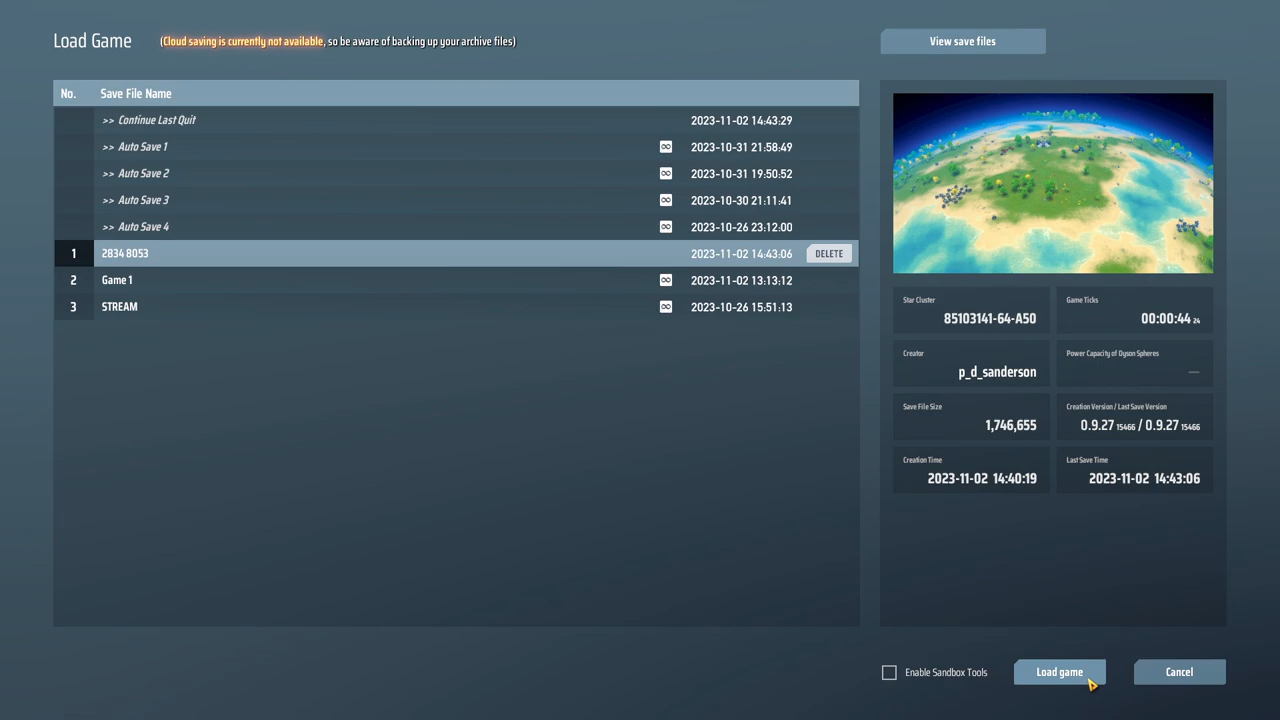 Load Game (Cloud saving is currently not available, so be aware of backing up your archive files) View save files
No. Save File Name
>> Continue Last Quit 2023-11-02 14:43:29
>> Auto Save 1 2023-10-31 21:58:49
>> Auto Save 2 2023-10-31 19:50:52
>> Auto Save 3 2023-10-30 21:11:41
>> Auto Save 4 2023-10-26 23:12:00
1 2834 8053 2023-11-02 14:43:06 DELETE
2 Game 1 2023-11-02 13:13:12
3 STREAM 2023-10-26 15:51:13
Star Cluster
85103141-64-A50
Game Ticks
00:00:44 24
Creator
p_d_sanderson
Power Capacity of Dyson Spheres
—
Save File Size
1,746,655
Creation Version / Last Save Version
0.9.27 15466 / 0.9.27 15466
Creation Time
2023-11-02 14:40:19
Last Save Time
2023-11-02 14:43:06
Enable Sandbox Tools Load game Cancel